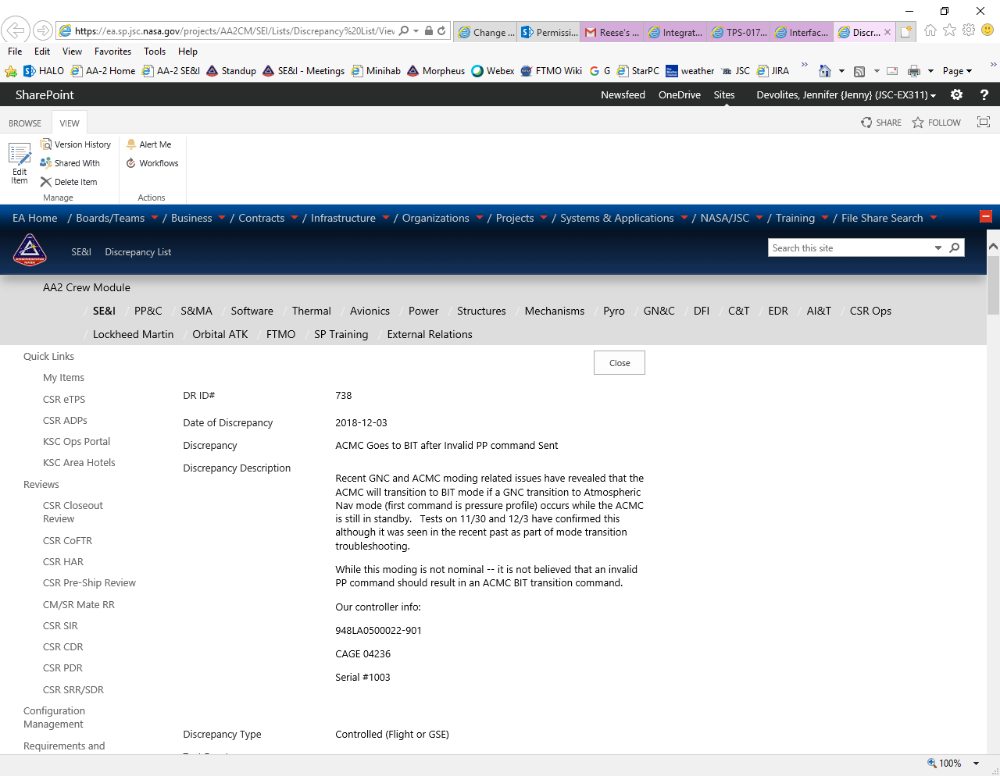 https://ea.sp.jsc.nasa.gov/projects/AA2CM/SEI/Lists/Discrepancy%20List/View
Change ...
Permissi...
Reese's ...
Integrat...
TPS-017...
Interfac...
Discr...
File Edit View Favorites Tools Help
HALO AA-2 Home AA-2 SE&I Standup SE&I - Meetings Minihab Morpheus Webex FTMO Wiki G StarPC weather JSC JIRA » Page »
SharePoint
Newsfeed OneDrive Sites Devolites, Jennifer {Jenny} (JSC-EX311) ?
BROWSE VIEW
SHARE FOLLOW
Edit
Item
Version History
Shared With
Delete Item
Manage
Alert Me
Workflows
Actions
EA Home / Boards/Teams / Business / Contracts / Infrastructure / Organizations / Projects / Systems & Applications / NASA/JSC / Training / File Share Search
SE&I Discrepancy List
Search this site
AA2 Crew Module
/ SE&I / PP&C / S&MA / Software / Thermal / Avionics / Power / Structures / Mechanisms / Pyro / GN&C / DFI / C&T / EDR / AI&T / CSR Ops
/ Lockheed Martin / Orbital ATK / FTMO / SP Training / External Relations
Quick Links
My Items
CSR eTPS
CSR ADPs
KSC Ops Portal
KSC Area Hotels
Reviews
CSR Closeout
Review
CSR CoFTR
CSR HAR
CSR Pre-Ship Review
CM/SR Mate RR
CSR SIR
CSR CDR
CSR PDR
CSR SRR/SDR
Configuration
Management
Requirements and
Close
DR ID# 738
Date of Discrepancy 2018-12-03
Discrepancy ACMC Goes to BIT after Invalid PP command Sent
Discrepancy Description
Recent GNC and ACMC moding related issues have revealed that the
ACMC will transition to BIT mode if a GNC transition to Atmospheric
Nav mode (first command is pressure profile) occurs while the ACMC
is still in standby. Tests on 11/30 and 12/3 have confirmed this
although it was seen in the recent past as part of mode transition
troubleshooting.
While this moding is not nominal -- it is not believed that an invalid
PP command should result in an ACMC BIT transition command.
Our controller info:
948LA0500022-901
CAGE 04236
Serial #1003
Discrepancy Type Controlled (Flight or GSE)
100%